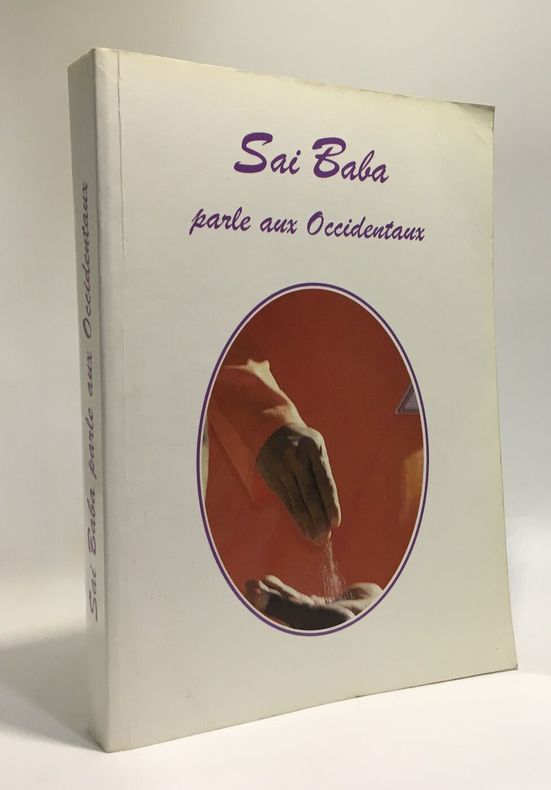 Sai Baba
parle aux Occidentaux
Sai Baba parle aux Occidentaux